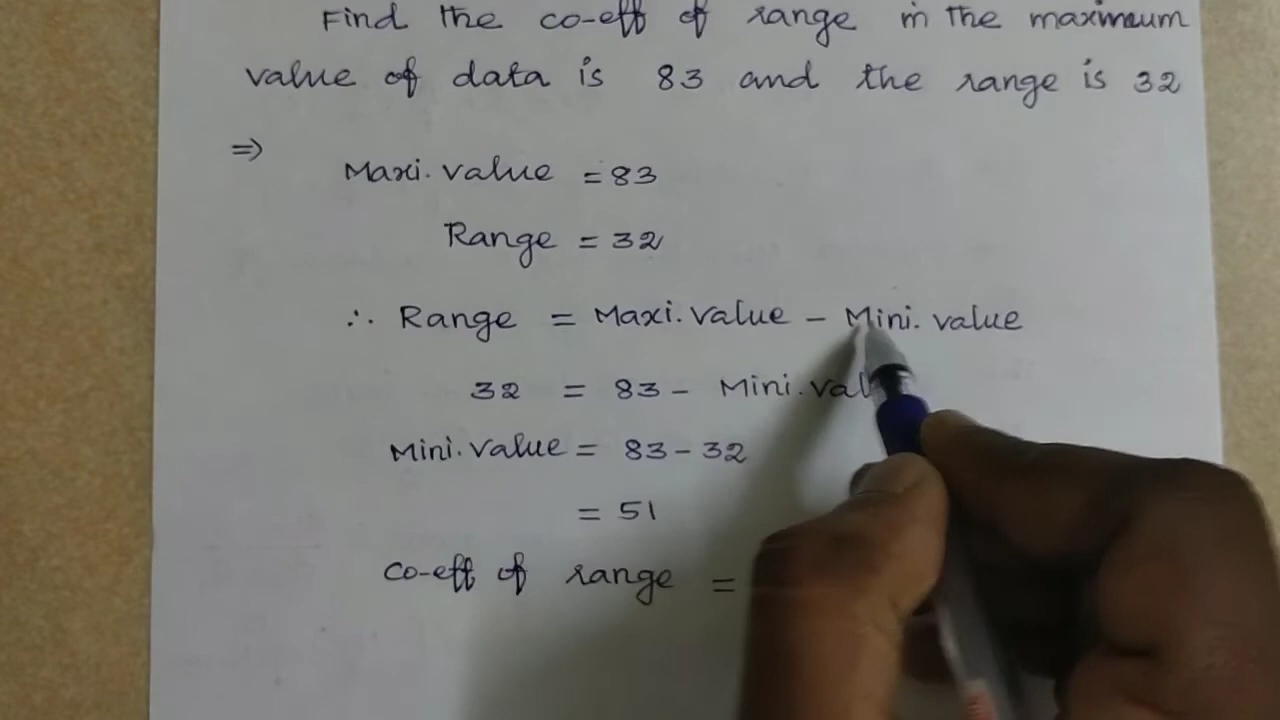 Find the co-eff of range in the maximum
value of data is 83 and the range is 32
⇒
Maxi. value = 83
Range = 32
∴ Range = Maxi. value - Mini. value
32 = 83 - Mini. val
Mini. value = 83 - 32
= 51
co-eff of range =